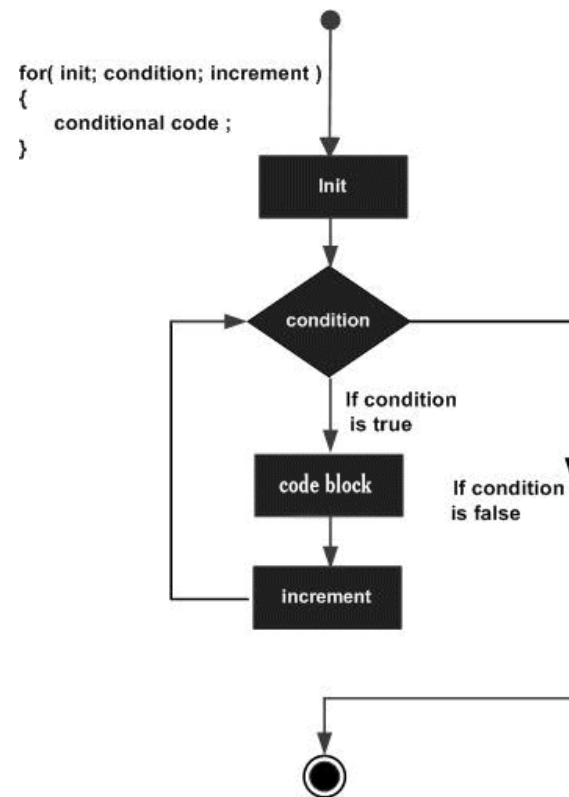 for( init; condition; increment )
{
conditional code ;
}
Init
condition
If condition
is true
code block
If condition
is false
increment